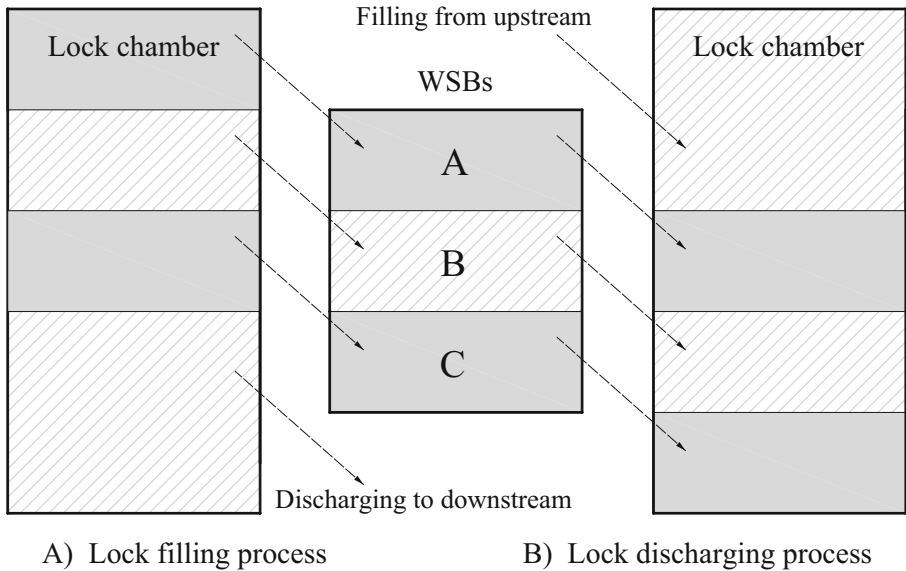 Filling from upstream
Lock chamber
Lock chamber
WSBs
A
B
C
Discharging to downstream
A) Lock filling process
B) Lock discharging process